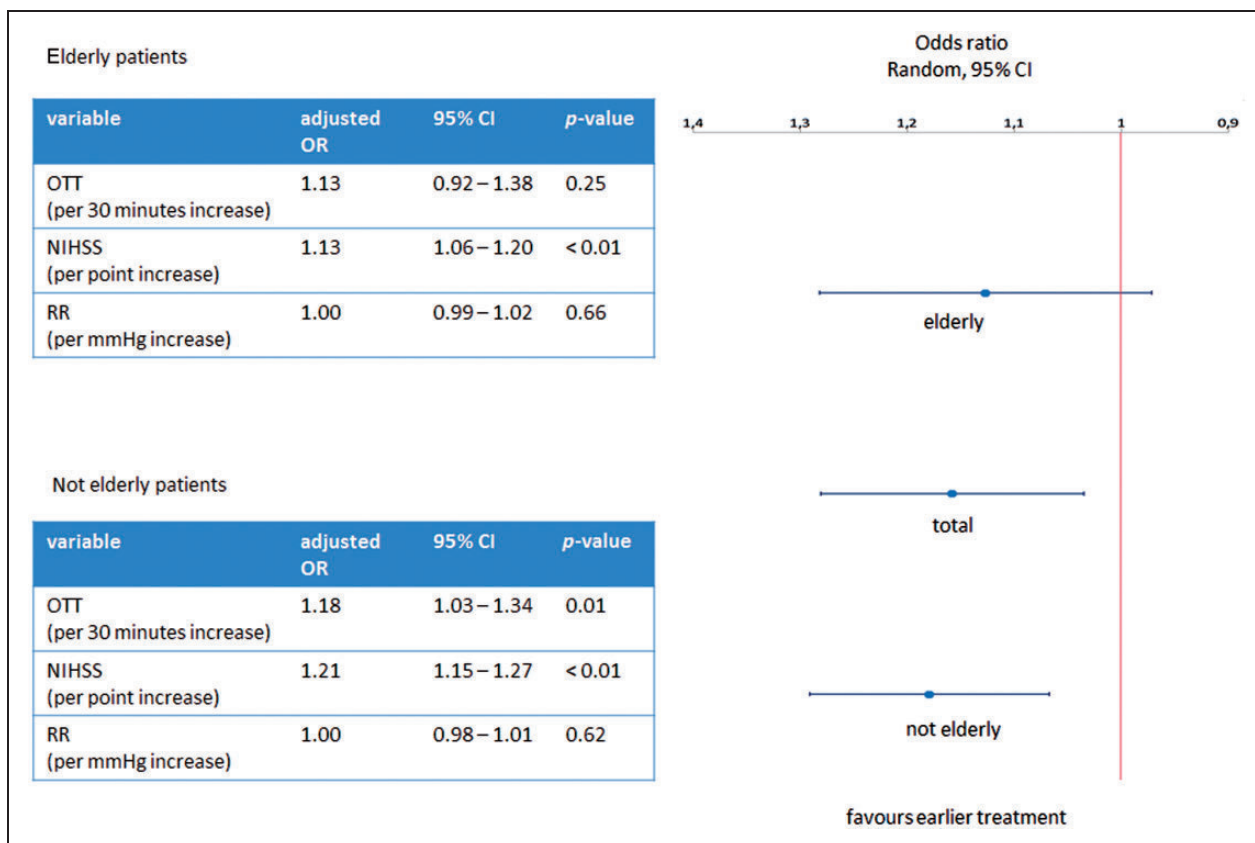 Elderly patients
variable adjusted OR 95% CI p-value
OTT (per 30 minutes increase) 1.13 0.92 – 1.38 0.25
NIHSS (per point increase) 1.13 1.06 – 1.20 < 0.01
RR (per mmHg increase) 1.00 0.99 – 1.02 0.66
Not elderly patients
variable adjusted OR 95% CI p-value
OTT (per 30 minutes increase) 1.18 1.03 – 1.34 0.01
NIHSS (per point increase) 1.21 1.15 – 1.27 < 0.01
RR (per mmHg increase) 1.00 0.98 – 1.01 0.62
Odds ratio
Random, 95% CI
1,4 1,3 1,2 1,1 1 0,9
elderly
total
not elderly
favours earlier treatment